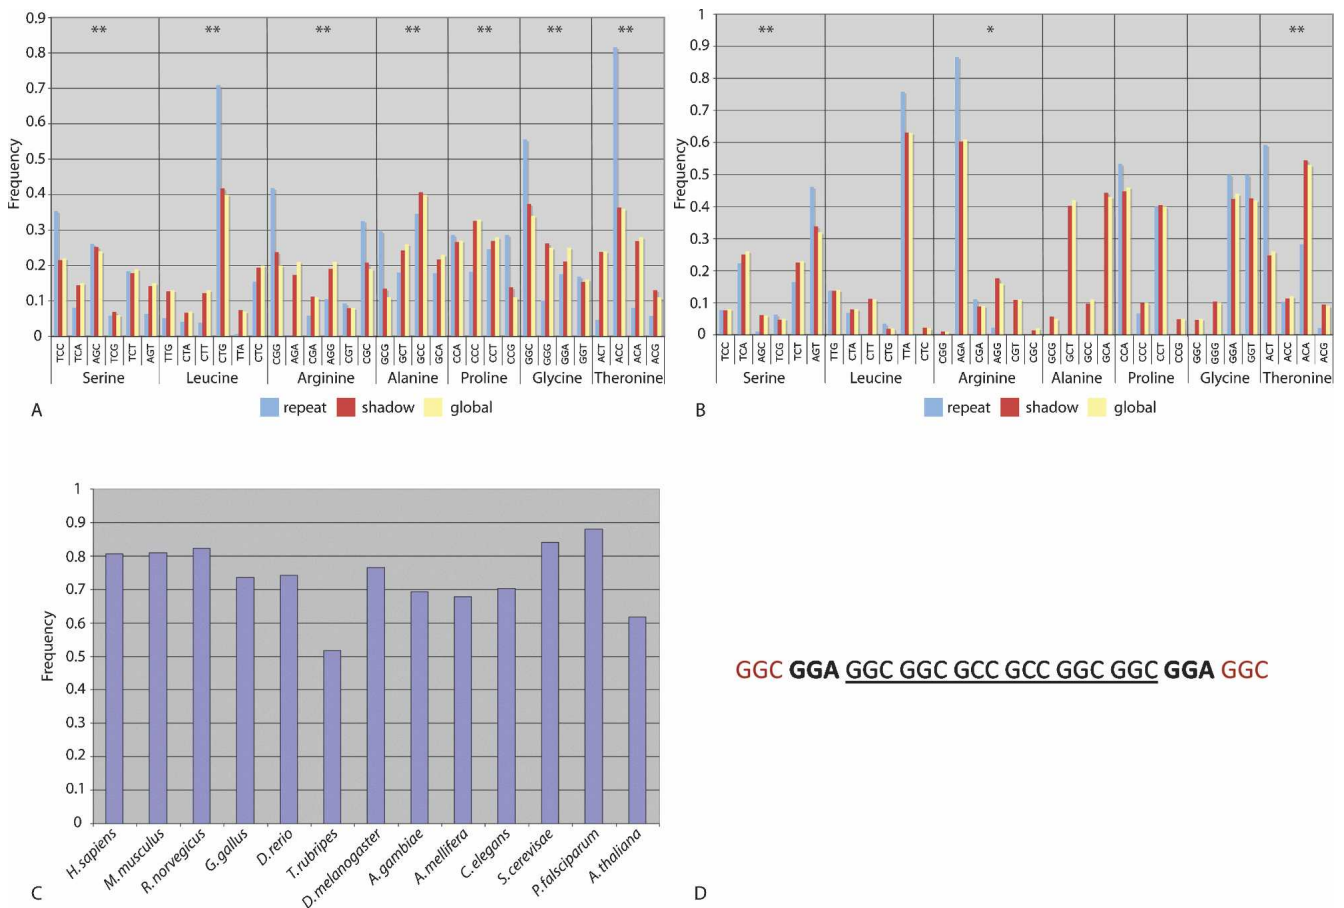 0.9
0.8
0.7
0.6
0.5
0.4
0.3
0.2
0.1
0
Frequency
** ** ** ** ** ** **
TCC TCA AGC TCG TCT AGT TTG CTA CTT CTG TTA CTC CGG AGA CGA AGG CGT CGC GCG GCT GCC GCA CCA CCC CCT CCG GGC GGG GGA GGT ACT ACC ACA ACG
Serine Leucine Arginine Alanine Proline Glycine Theronine
A
repeat shadow global
1
0.9
0.8
0.7
0.6
0.5
0.4
0.3
0.2
0.1
0
Frequency
** * **
TCC TCA AGC TCG TCT AGT TTG CTA CTT CTG TTA CTC CGG AGA CGA AGG CGT CGC GCG GCT GCC GCA CCA CCC CCT CCG GGC GGG GGA GGT ACT ACC ACA ACG
Serine Leucine Arginine Alanine Proline Glycine Theronine
B
repeat shadow global
1
0.9
0.8
0.7
0.6
0.5
0.4
0.3
0.2
0.1
0
Frequency
H.sapiens M.musculus R.norvegicus G.gallus D.rerio T.rubripes D.melanogaster A.gambiae A.mellifera C.elegans S.cerevisae P.falsciparum A.thaliana
C
GGC GGA GGC GGC GCC GCC GGC GGC GGA GGC
D